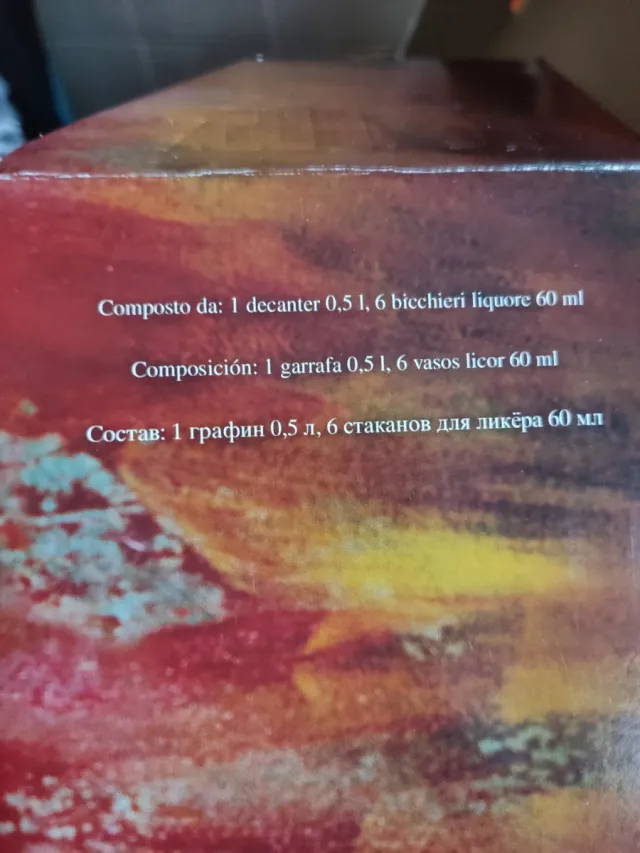 Composto da: 1 decanter 0,5 l, 6 bicchieri liquore 60 ml
Composición: 1 garrafa 0,5 l, 6 vasos licor 60 ml
Состав: 1 графин 0,5 л, 6 стаканов для ликёра 60 мл